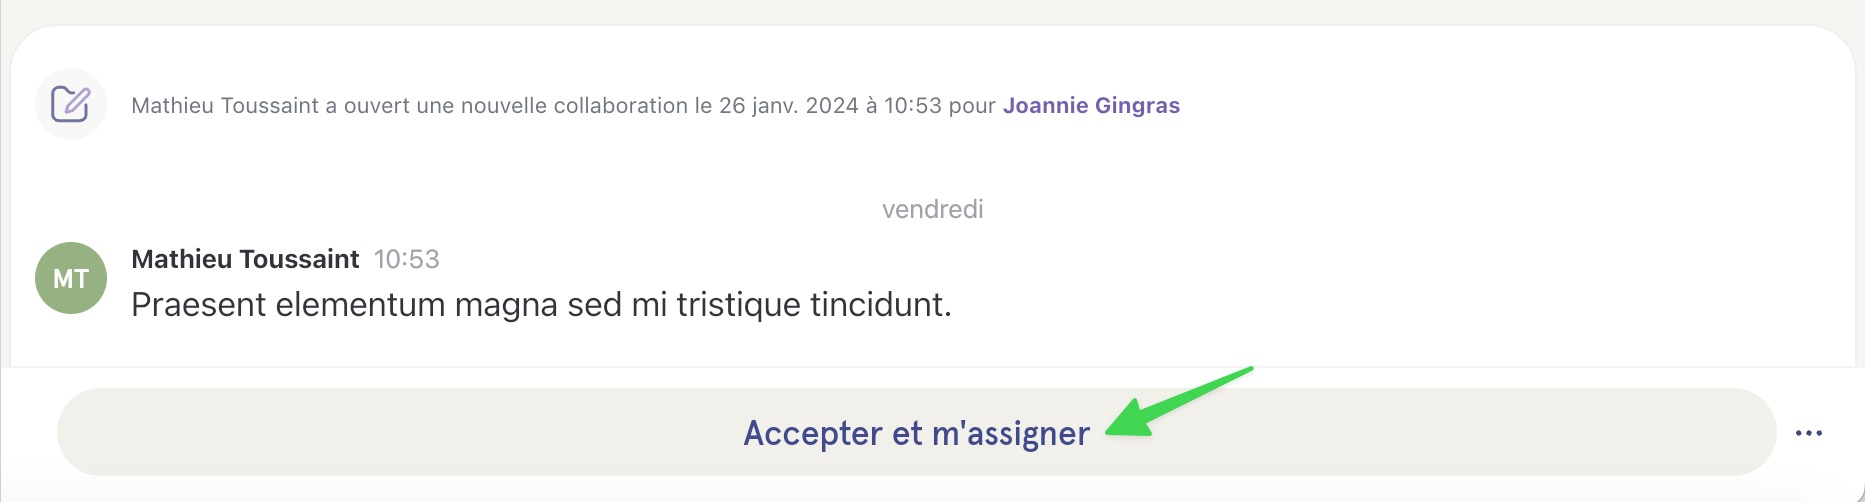 Mathieu Toussaint a ouvert une nouvelle collaboration le 26 janv. 2024 à 10:53 pour Joannie Gingras
vendredi
Mathieu Toussaint 10:53
MT
Praesent elementum magna sed mi tristique tincidunt.
Accepter et m'assigner